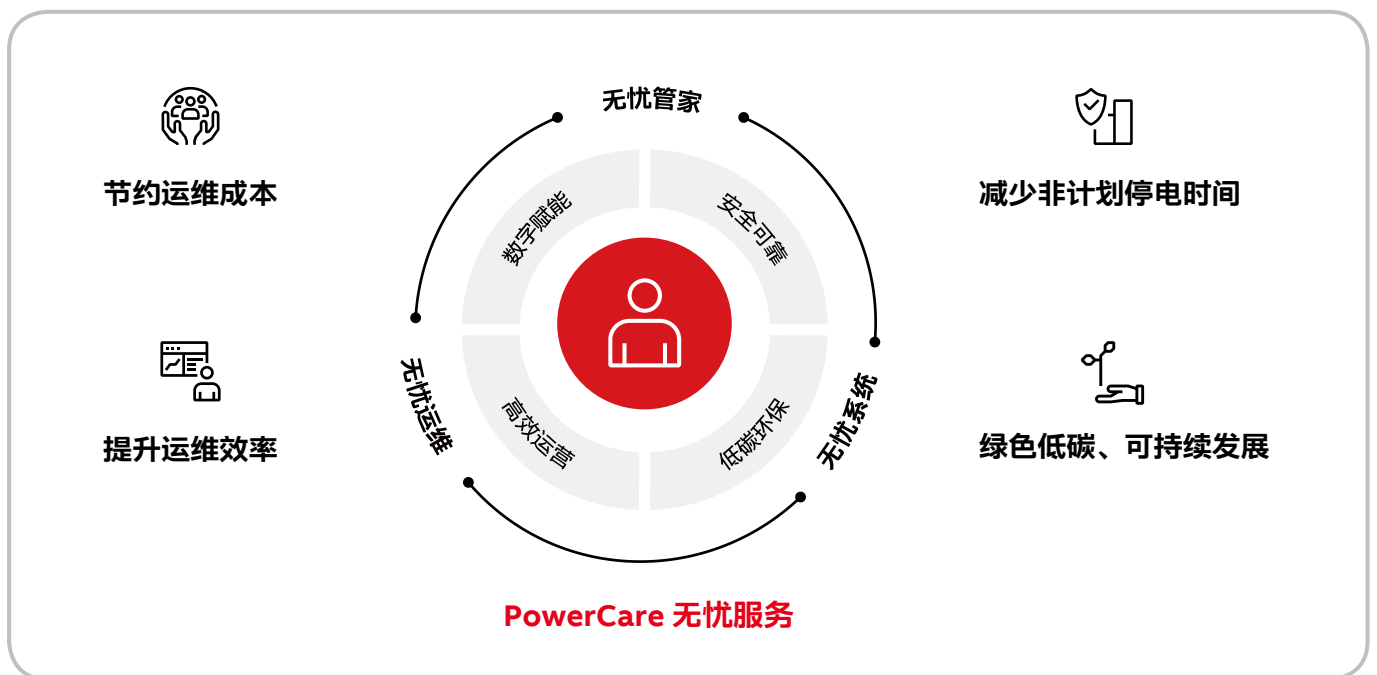 无忧管家
节约运维成本
减少非计划停电时间
数字赋能
安全可靠
无忧运维
无忧系统
高效运营
低碳环保
提升运维效率
绿色低碳、可持续发展
PowerCare 无忧服务